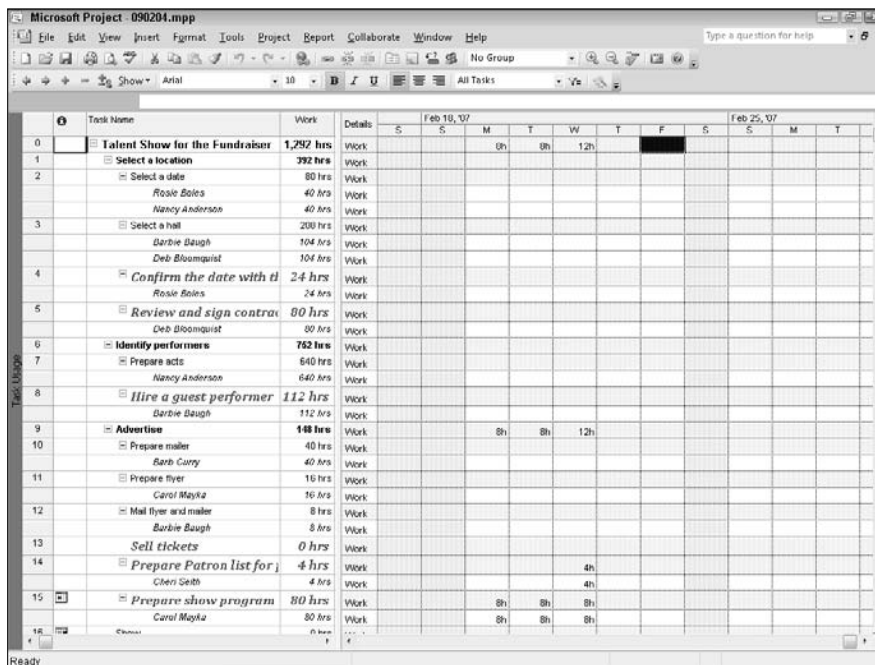 Microsoft Project - 090204.mpp
File Edit View Insert Format Tools Project Report Collaborate Window Help Type a question for help
No Group
Show Arial 10 B I U All Tasks
Task Name Work Details Feb 18, '07 Feb 25, '07
S S M T W T F S S M T
0 Talent Show for the Fundraiser 1,292 hrs Work 8h 8h 12h
1 Select a location 392 hrs Work
2 Select a date 80 hrs Work
Rosie Boles 40 hrs Work
Nancy Anderson 40 hrs Work
3 Select a hall 208 hrs Work
Barbie Baugh 104 hrs Work
Deb Bloomquist 104 hrs Work
4 Confirm the date with tl 24 hrs Work
Rosie Boles 24 hrs Work
5 Review and sign contrac 80 hrs Work
Deb Bloomquist 80 hrs Work
6 Identify performers 752 hrs Work
7 Prepare acts 640 hrs Work
Nancy Anderson 640 hrs Work
8 Hire a guest performer 112 hrs Work
Barbie Baugh 112 hrs Work
9 Advertise 148 hrs Work 8h 8h 12h
10 Prepare mailer 40 hrs Work
Barb Curry 40 hrs Work
11 Prepare flyer 16 hrs Work
Carol Mayka 16 hrs Work
12 Mail flyer and mailer 8 hrs Work
Barbie Baugh 8 hrs Work
13 Sell tickets 0 hrs Work
14 Prepare Patron list for 4 hrs Work 4h
Cheri Seith 4 hrs Work 4h
15 Prepare show program 80 hrs Work 8h 8h 8h
Carol Mayka 80 hrs Work 8h 8h 8h
16 Show 0 hrs
Task Usage
Ready